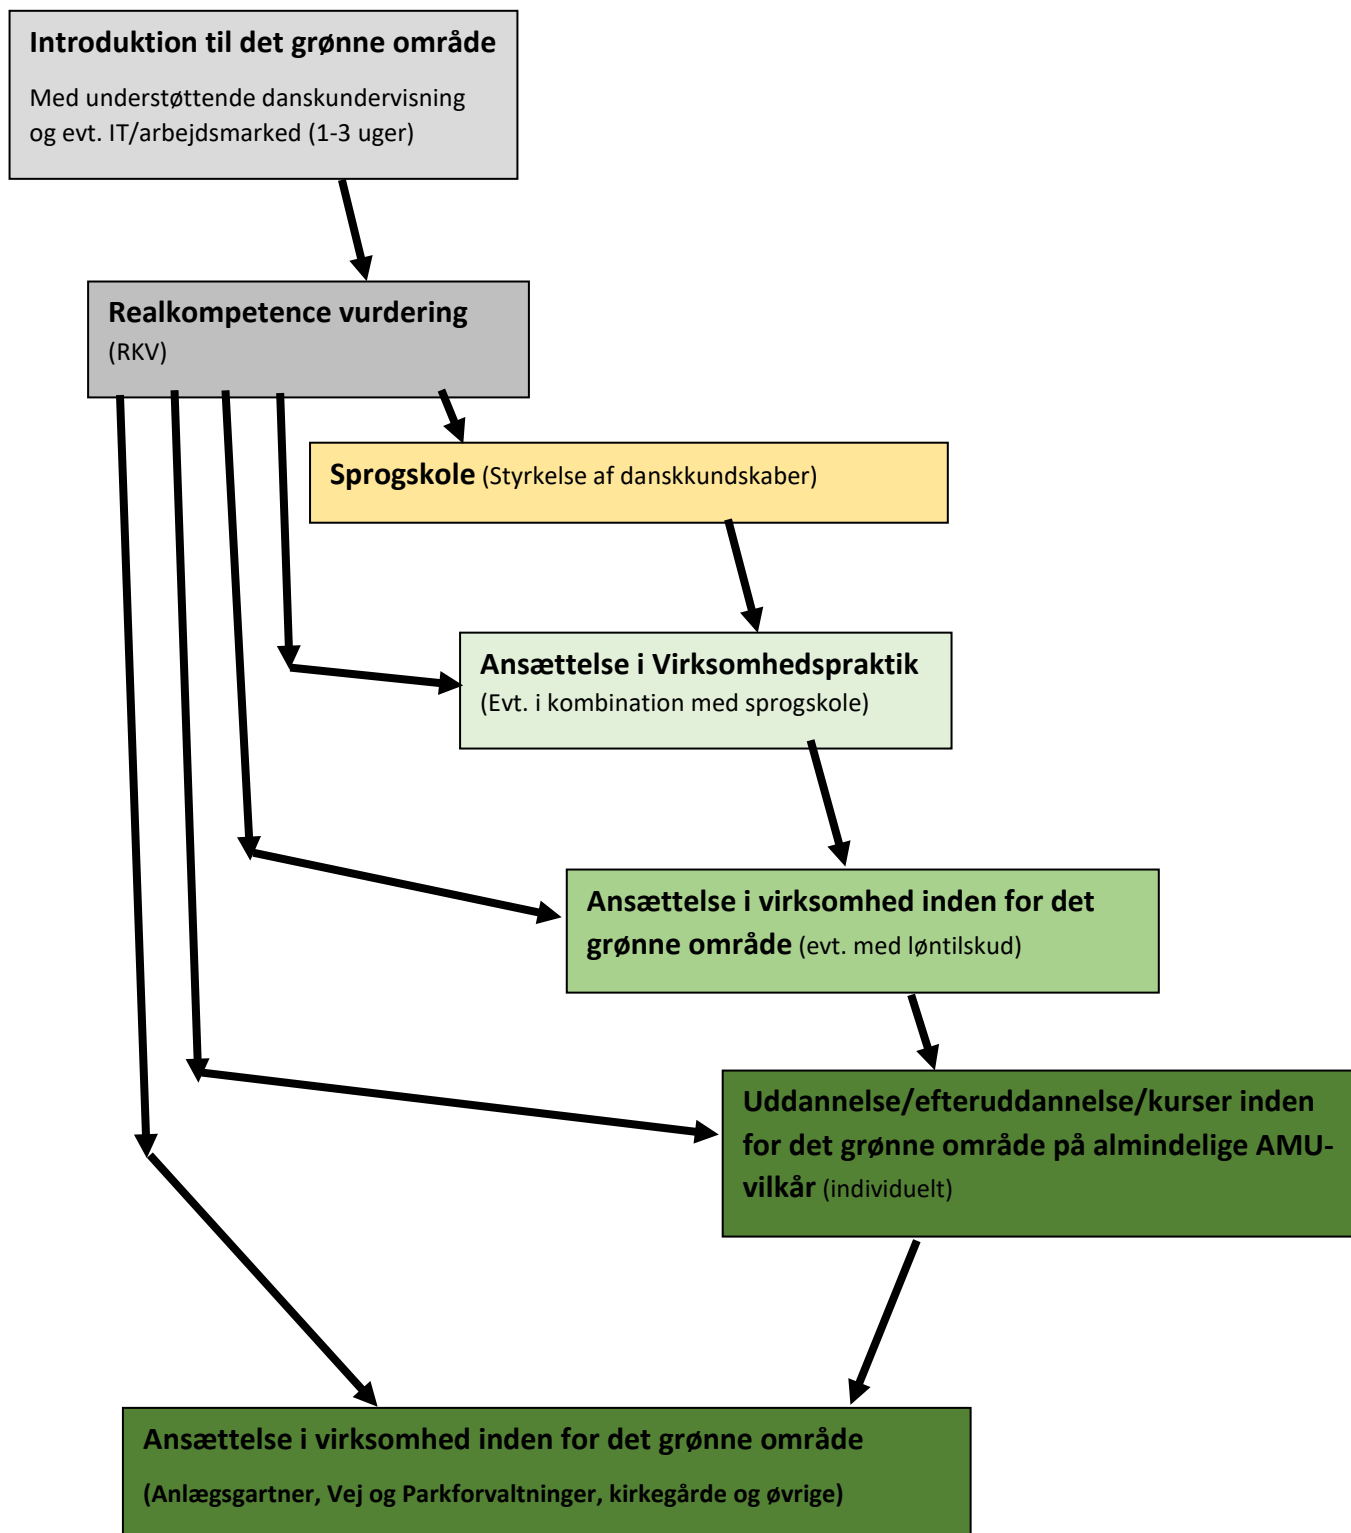 Introduktion til det grønne område
Med understøttende danskundervisning
og evt. IT/arbejdsmarked (1-3 uger)
Realkompetence vurdering
(RKV)
Sprogskole (Styrkelse af danskkundskaber)
Ansættelse i Virksomhedspraktik
(Evt. i kombination med sprogskole)
Ansættelse i virksomhed inden for det
grønne område (evt. med løntilskud)
Uddannelse/efteruddannelse/kurser inden
for det grønne område på almindelige AMU-
vilkår (individuelt)
Ansættelse i virksomhed inden for det grønne område
(Anlægsgartner, Vej og Parkforvaltninger, kirkegårde og øvrige)